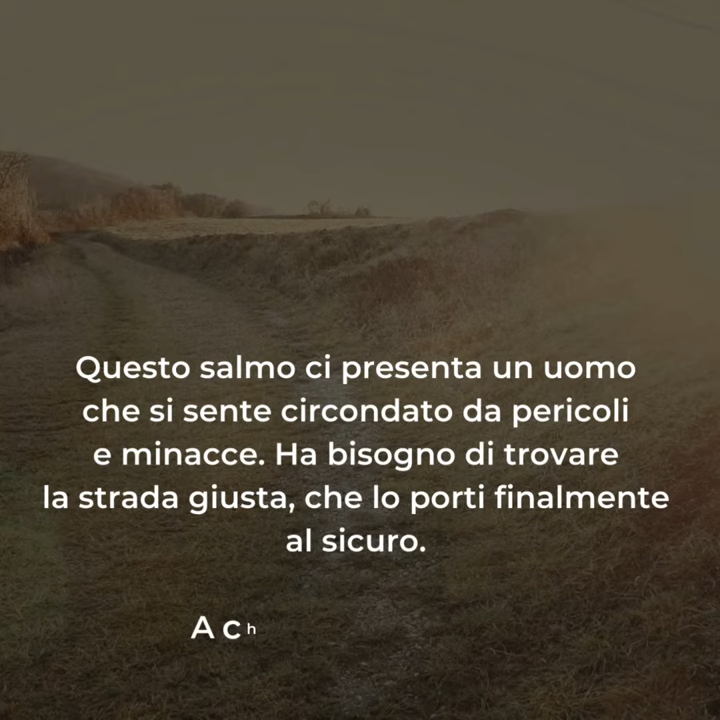 Questo salmo ci presenta un uomo
che si sente circondato da pericoli
e minacce. Ha bisogno di trovare
la strada giusta, che lo porti finalmente
al sicuro.
A c h